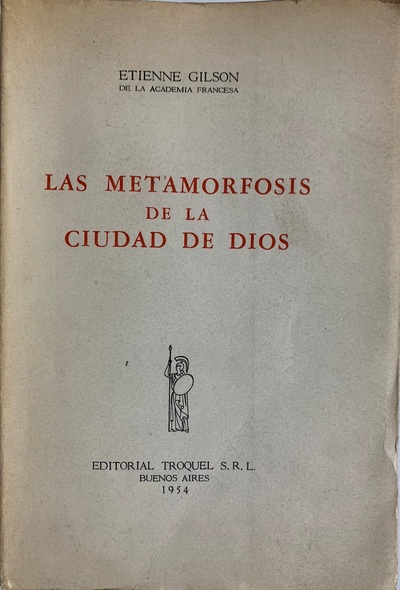 ETIENNE GILSON
DE LA ACADEMIA FRANCESA
LAS METAMORFOSIS
DE LA
CIUDAD DE DIOS
EDITORIAL TROQUEL S. R. L.
BUENOS AIRES
1954